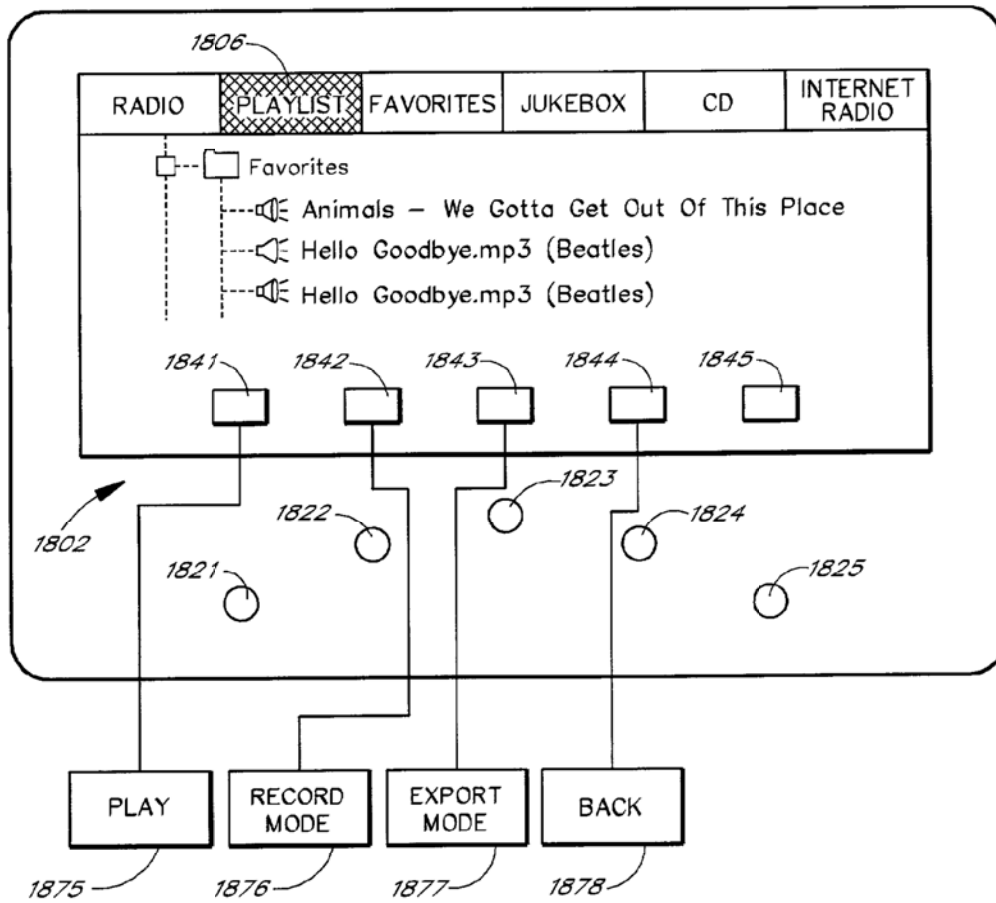 1806
RADIO PLAYLIST FAVORITES JUKEBOX CD INTERNET RADIO
Favorites
Animals – We Gotta Get Out Of This Place
Hello Goodbye.mp3 (Beatles)
Hello Goodbye.mp3 (Beatles)
1841 1842 1843 1844 1845
1802
1821 1822 1823 1824 1825
PLAY RECORD MODE EXPORT MODE BACK
1875 1876 1877 1878